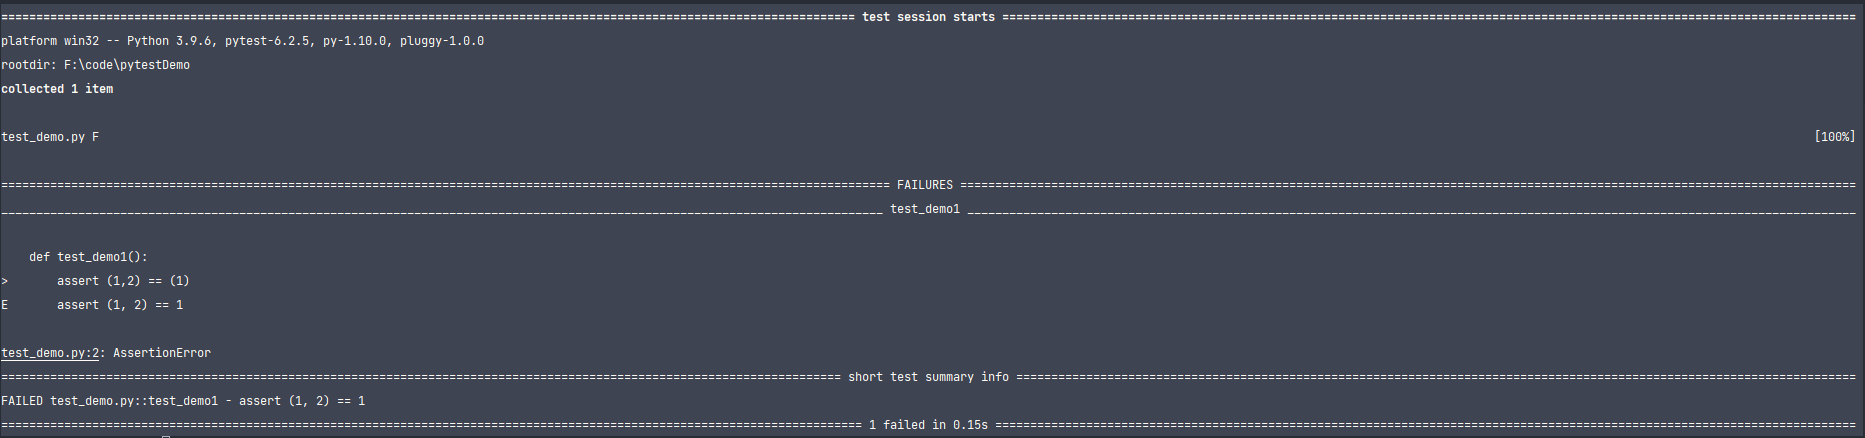 ============================= test session starts =============================
platform win32 -- Python 3.9.6, pytest-6.2.5, py-1.10.0, pluggy-1.0.0
rootdir: F:\code\pytestDemo
collected 1 item
test_demo.py F [100%]
============================= FAILURES =============================
_____________________________ test_demo1 _____________________________
def test_demo1():
> assert (1,2) == (1)
E assert (1, 2) == 1
test_demo.py:2: AssertionError
============================= short test summary info =============================
FAILED test_demo.py::test_demo1 - assert (1, 2) == 1
============================= 1 failed in 0.15s =============================